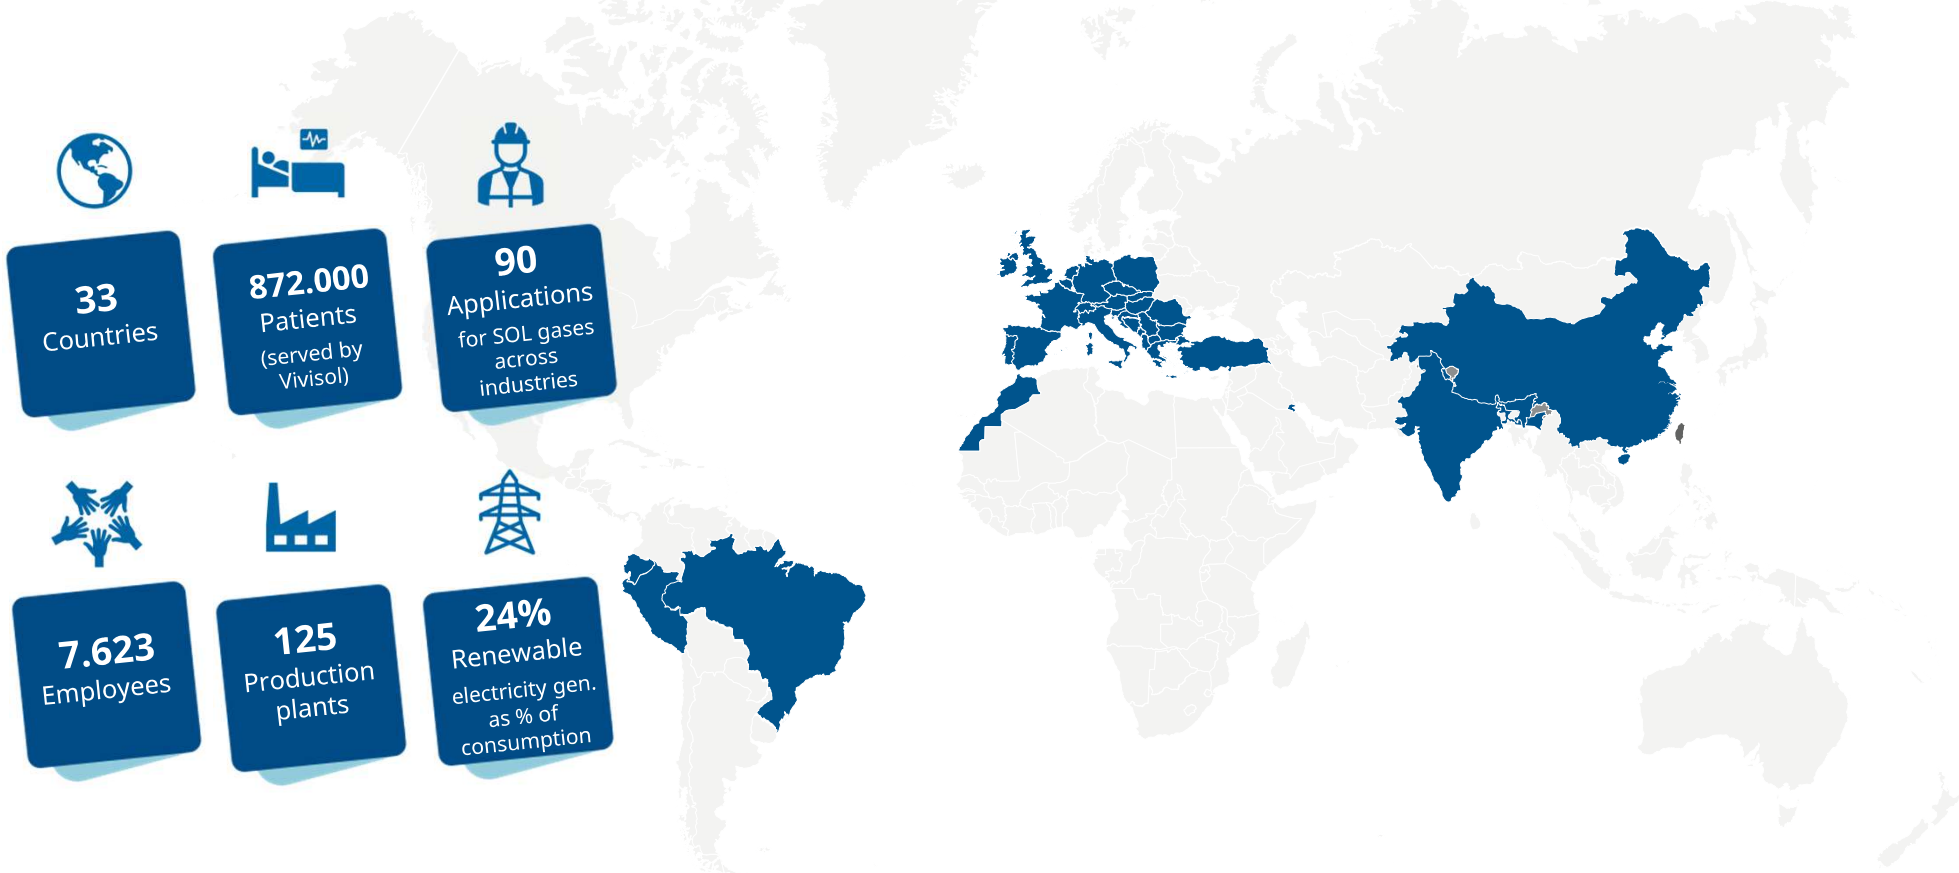 33
Countries
872.000
Patients
(served by
Vivisol)
90
Applications
for SOL gases
across
industries
7.623
Employees
125
Production
plants
24%
Renewable
electricity gen.
as % of
consumption